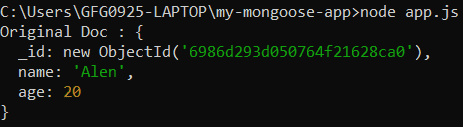 C:\Users\GFG0925-LAPTOP\my-mongoose-app>node app.js
Original Doc : {
  _id: new ObjectId('6986d293d050764f21628ca0'),
  name: 'Alen',
  age: 20
}